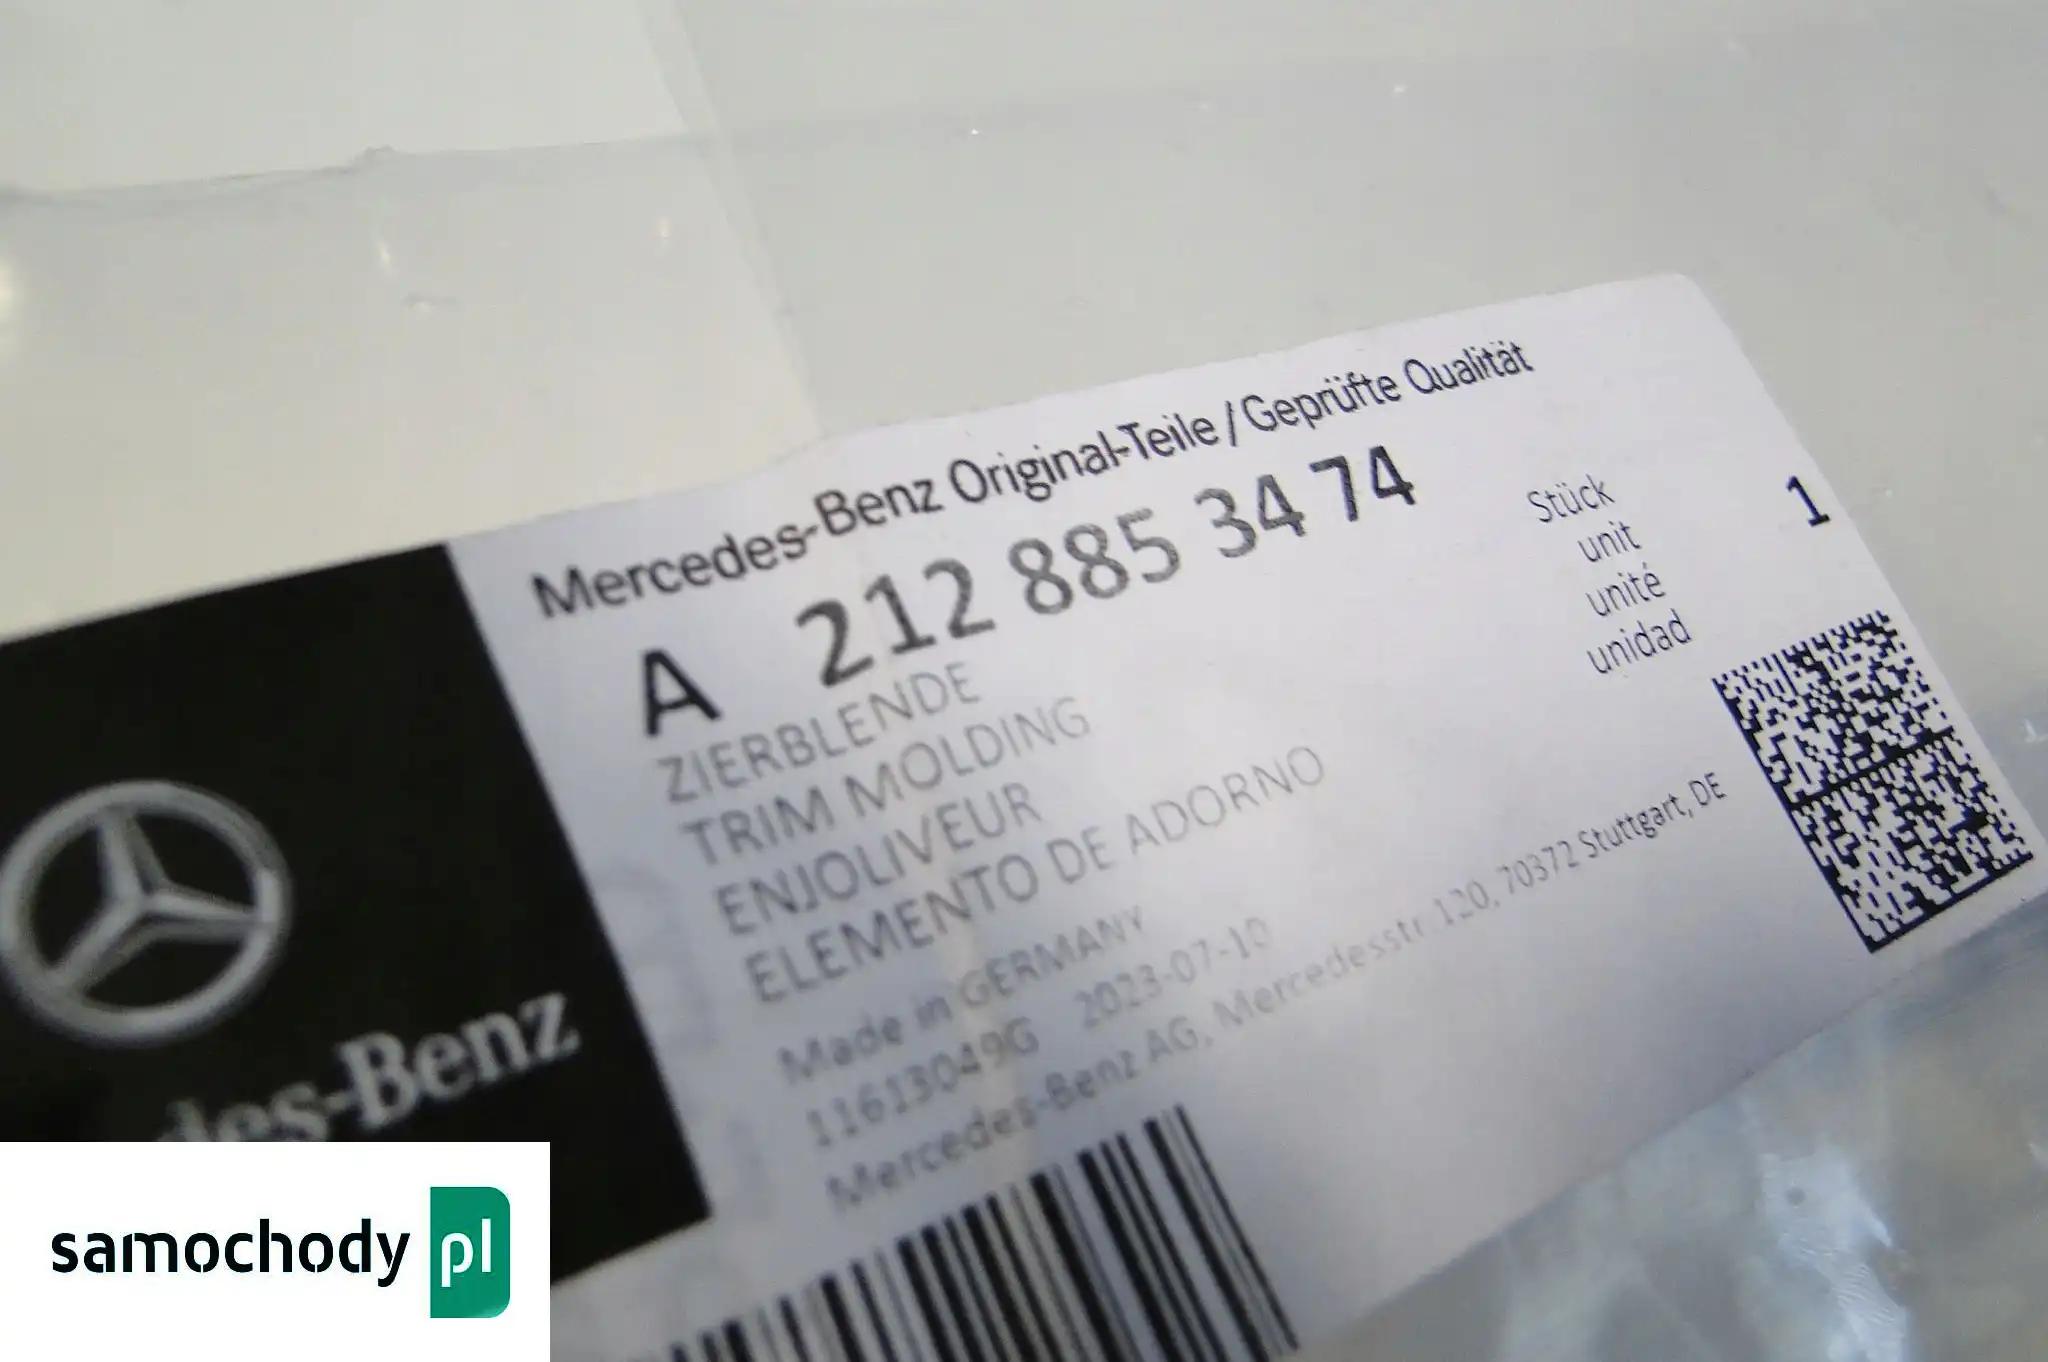 Mercedes-Benz Original-Teile / Geprüfte Qualität
A 212 885 34 74
Stück 1
unit
unité
unidad
ZIERBLENDE
TRIM MOLDING
ENJOLIVEUR
ELEMENTO DE ADORNO
Made in GERMANY
11613049G 2023-07-10
Mercedes-Benz AG, Mercedesstr. 120, 70372 Stuttgart, DE
des-Benz
samochody pl